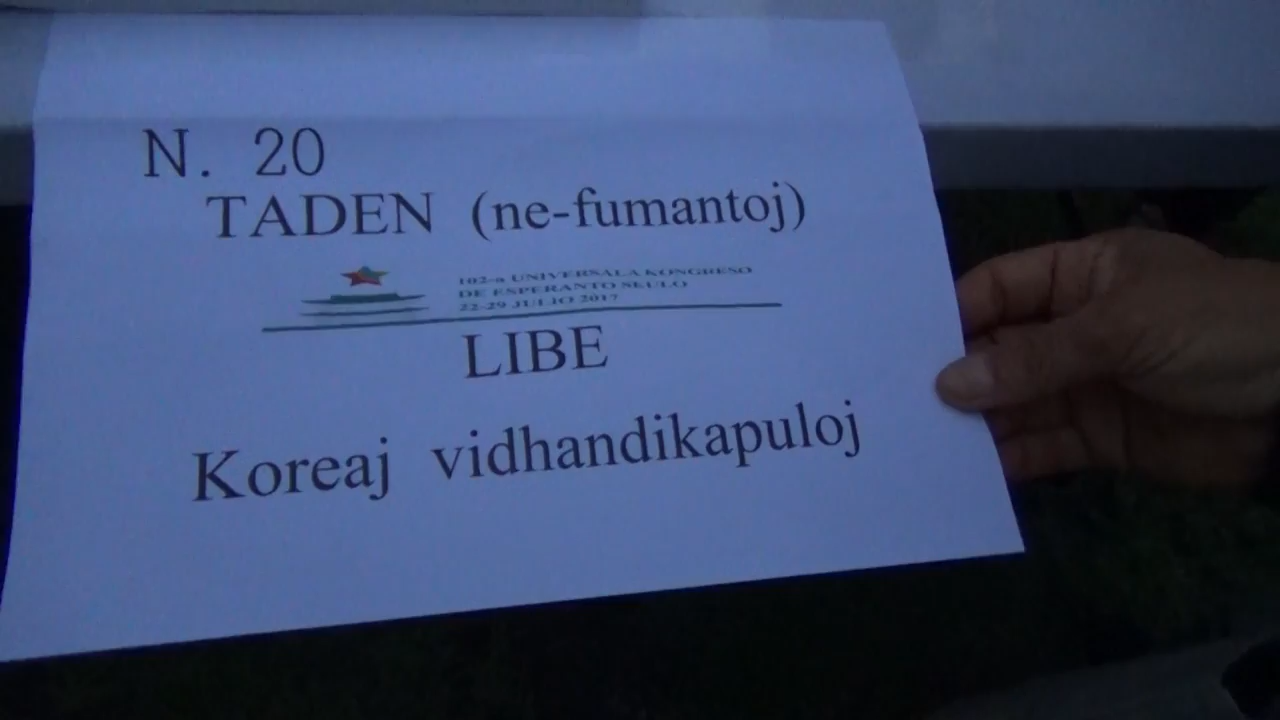 N. 20
TADEN (ne-fumantoj)
102-a UNIVERSALA KONGRESO
DE ESPERANTO SEULO
22-29 JULIO 2017
LIBE
Koreaj vidhandikapuloj